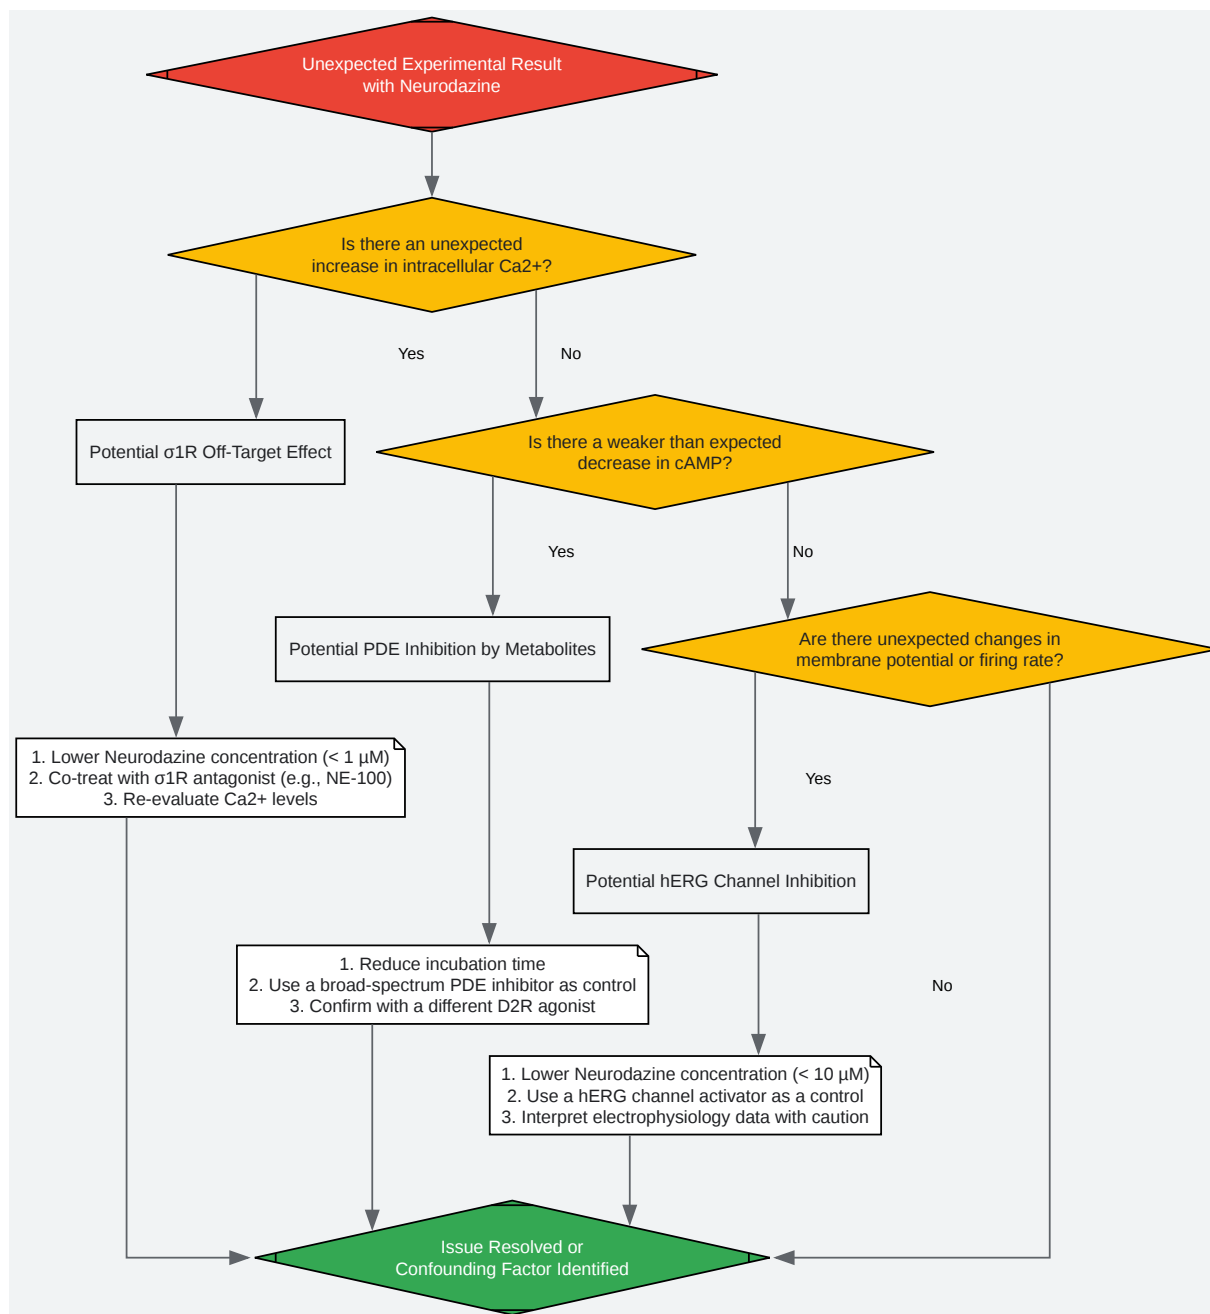 Unexpected Experimental Result
with Neurodazine
Is there an unexpected
increase in intracellular Ca2+?
Yes
No
Potential σ1R Off-Target Effect
Is there a weaker than expected
decrease in cAMP?
Yes
No
Potential PDE Inhibition by Metabolites
Are there unexpected changes in
membrane potential or firing rate?
1. Lower Neurodazine concentration (< 1 µM)
2. Co-treat with σ1R antagonist (e.g., NE-100)
3. Re-evaluate Ca2+ levels
Yes
Potential hERG Channel Inhibition
1. Reduce incubation time
2. Use a broad-spectrum PDE inhibitor as control
3. Confirm with a different D2R agonist
No
1. Lower Neurodazine concentration (< 10 µM)
2. Use a hERG channel activator as a control
3. Interpret electrophysiology data with caution
Issue Resolved or
Confounding Factor Identified